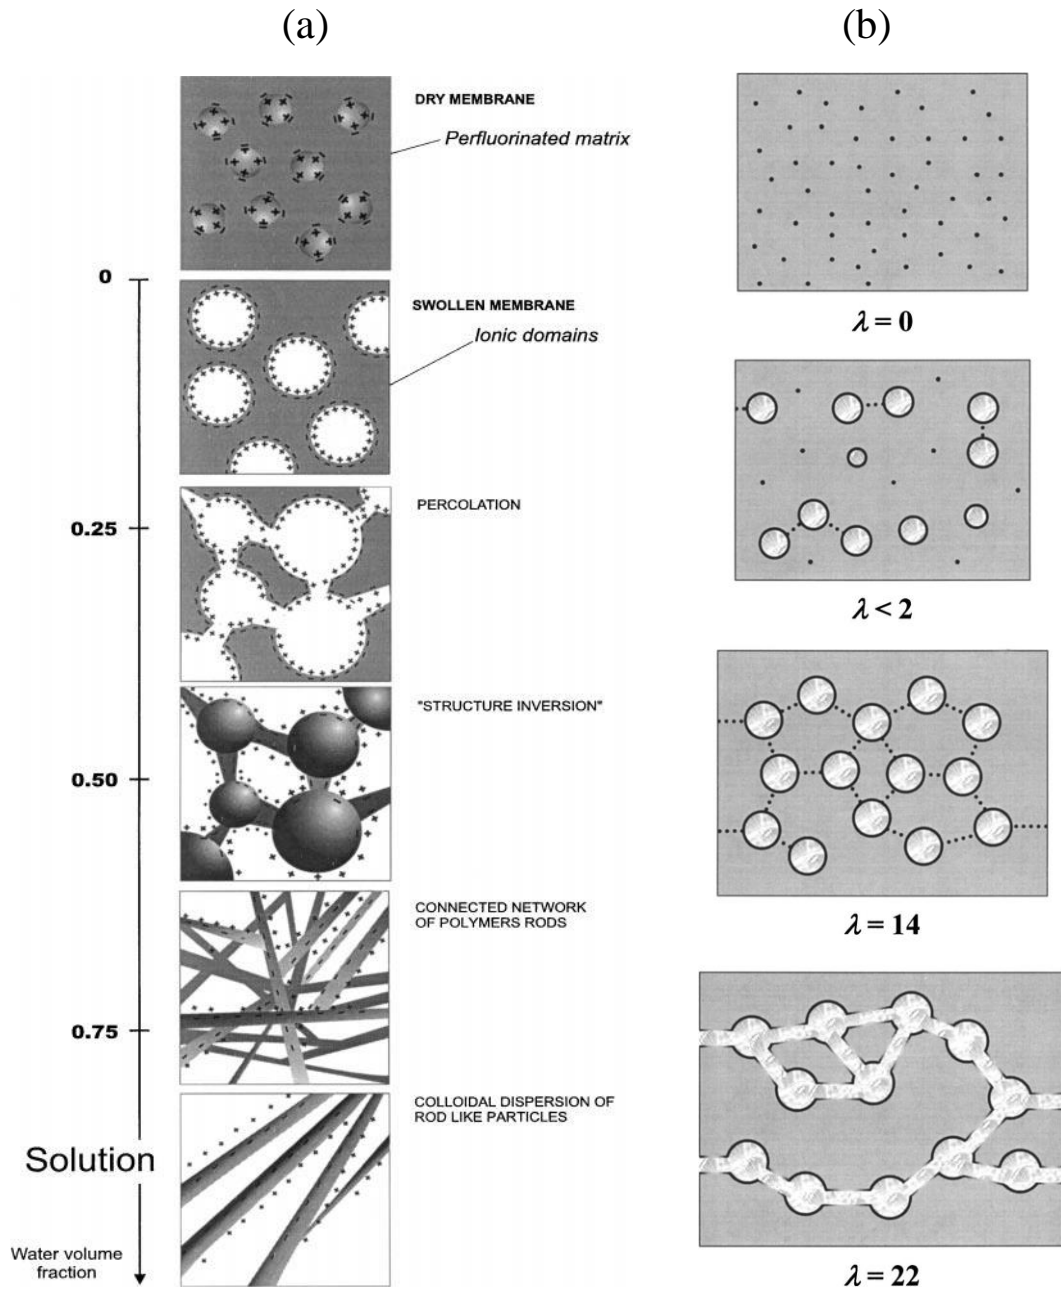 (a)
DRY MEMBRANE
Perfluorinated matrix
0
SWOLLEN MEMBRANE
Ionic domains
0.25
PERCOLATION
"STRUCTURE INVERSION"
0.50
CONNECTED NETWORK
OF POLYMERS RODS
0.75
COLLOIDAL DISPERSION OF
ROD LIKE PARTICLES
Solution
Water volume
fraction
(b)
λ = 0
λ < 2
λ = 14
λ = 22